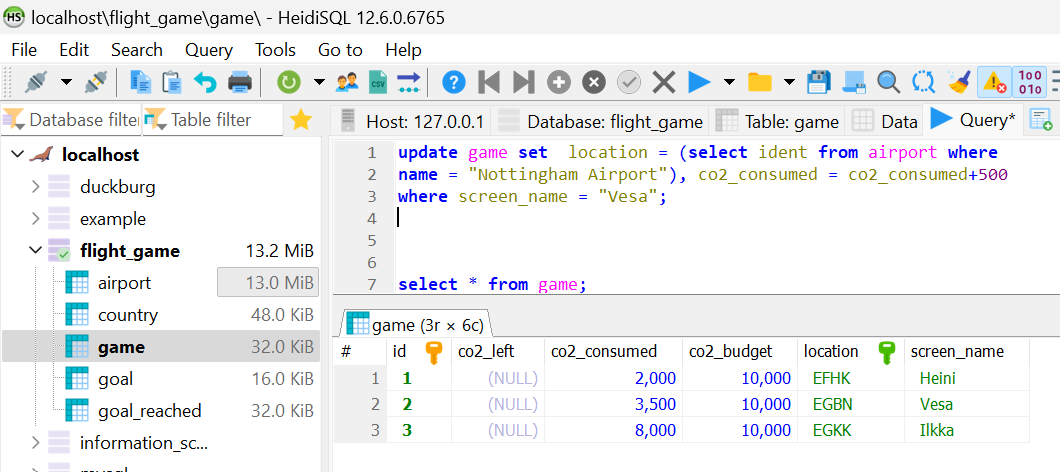 localhost\flight_game\game\ - HeidiSQL 12.6.0.6765
File Edit Search Query Tools Go to Help
Database filter Table filter
Host: 127.0.0.1 Database: flight_game Table: game Data Query*
localhost
duckburg
example
flight_game 13.2 MiB
airport 13.0 MiB
country 48.0 KiB
game 32.0 KiB
goal 16.0 KiB
goal_reached 32.0 KiB
information_sc...
mysql
1 update game set  location = (select ident from airport where
2 name = "Nottingham Airport"), co2_consumed = co2_consumed+500
3 where screen_name = "Vesa";
4
5
6
7 select * from game;
game (3r × 6c)
# id co2_left co2_consumed co2_budget location screen_name
1 1 (NULL) 2,000 10,000 EFHK Heini
2 2 (NULL) 3,500 10,000 EGBN Vesa
3 3 (NULL) 8,000 10,000 EGKK Ilkka